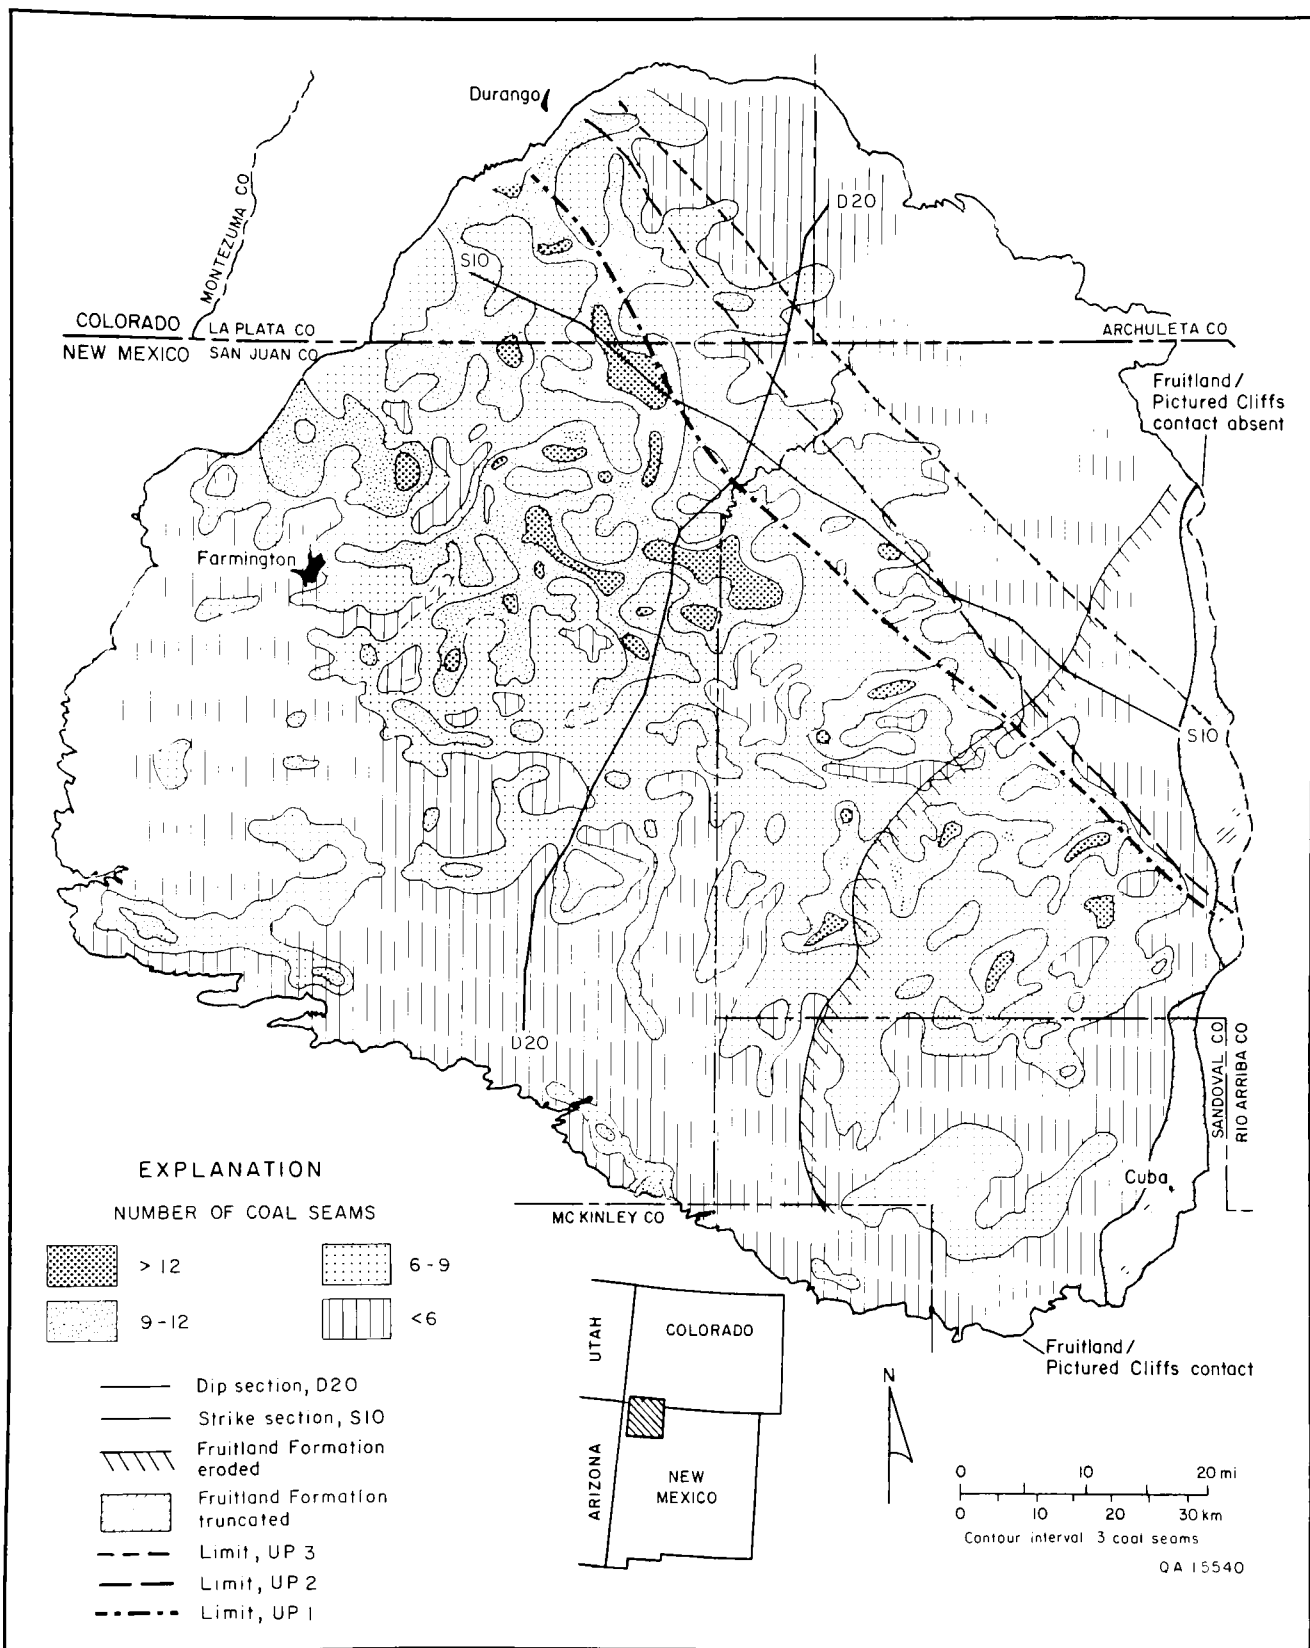 Durango
D20
MONTEZUMA CO
S10
COLORADO
LA PLATA CO
ARCHULETA CO
NEW MEXICO
SAN JUAN CO
Fruitland/
Pictured Cliffs
contact absent
Farmington
S10
D20
SANDOVAL CO
RIO ARRIBA CO
Cuba
MC KINLEY CO
Fruitland/
Pictured Cliffs contact
EXPLANATION
NUMBER OF COAL SEAMS
> 12
6-9
9-12
<6
Dip section, D20
Strike section, S10
Fruitland Formation
eroded
Fruitland Formation
truncated
Limit, UP 3
Limit, UP 2
Limit, UP 1
UTAH
COLORADO
ARIZONA
NEW
MEXICO
N
0 10 20 mi
0 10 20 30 km
Contour interval 3 coal seams
QA 15540